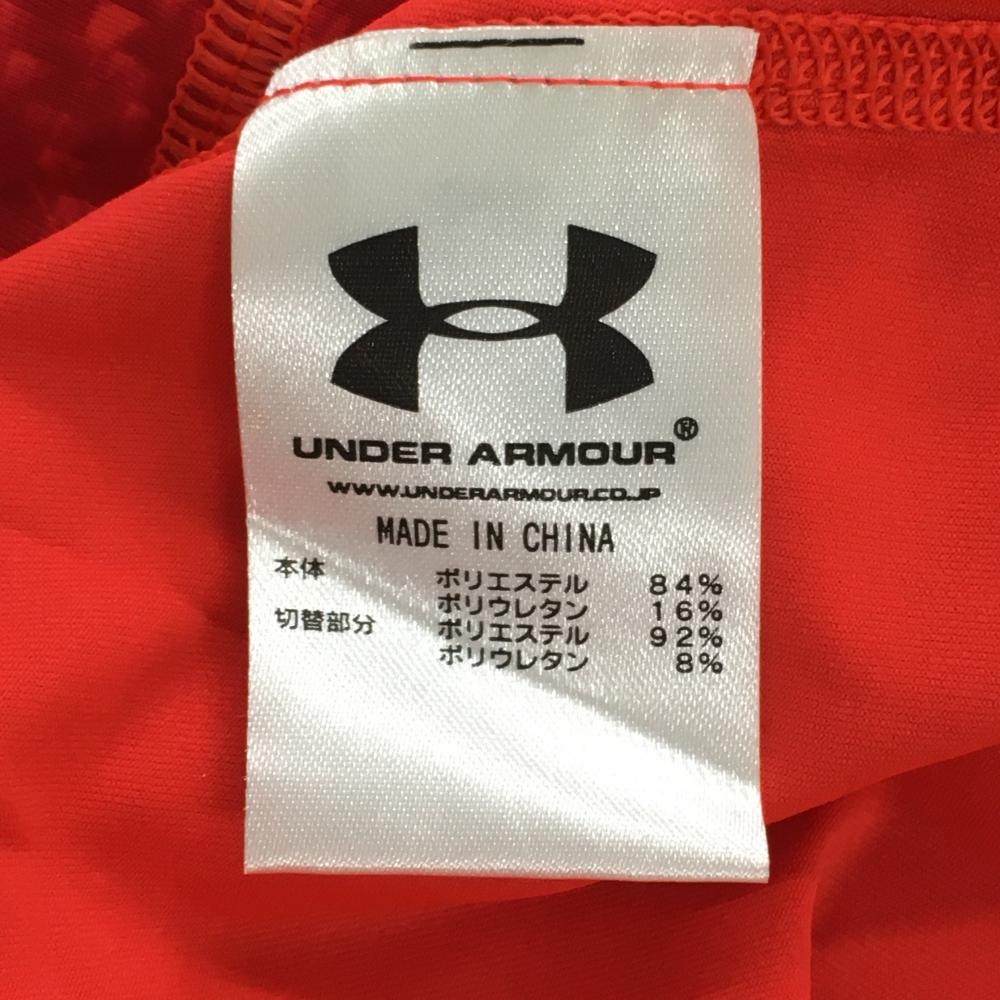 UNDER ARMOUR®
WWW.UNDERARMOUR.CO.JP
MADE IN CHINA
本体 ポリエステル 84%
ポリウレタン 16%
切替部分 ポリエステル 92%
ポリウレタン 8%